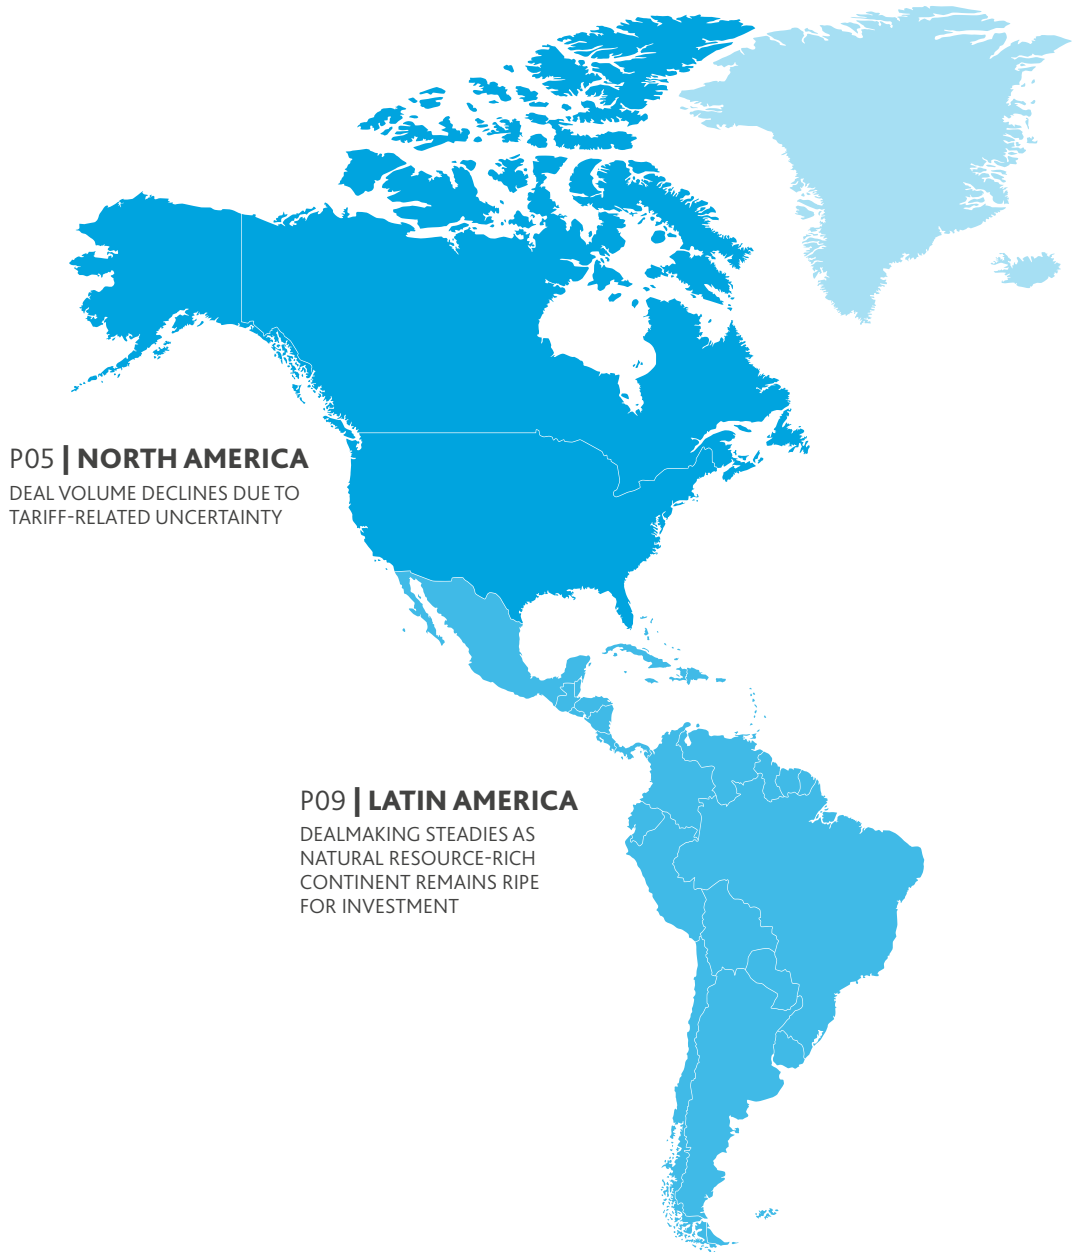 P05 | NORTH AMERICA
DEAL VOLUME DECLINES DUE TO
TARIFF-RELATED UNCERTAINTY
P09 | LATIN AMERICA
DEALMAKING STEADIES AS
NATURAL RESOURCE-RICH
CONTINENT REMAINS RIPE
FOR INVESTMENT